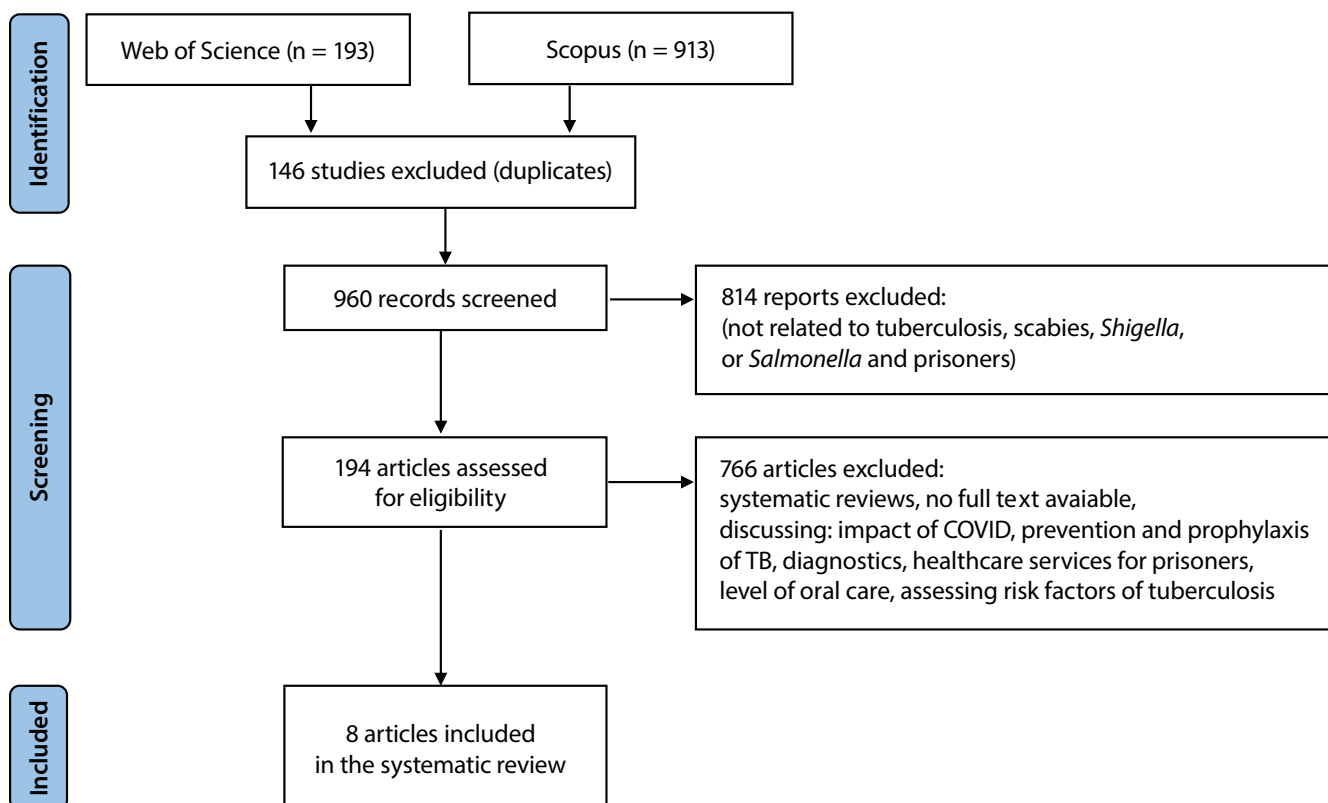 Identification
Web of Science (n = 193)
Scopus (n = 913)
146 studies excluded (duplicates)
Screening
960 records screened
814 reports excluded:
(not related to tuberculosis, scabies, Shigella,
or Salmonella and prisoners)
194 articles assessed
for eligibility
766 articles excluded:
systematic reviews, no full text avaiable,
discussing: impact of COVID, prevention and prophylaxis
of TB, diagnostics, healthcare services for prisoners,
level of oral care, assessing risk factors of tuberculosis
Included
8 articles included
in the systematic review